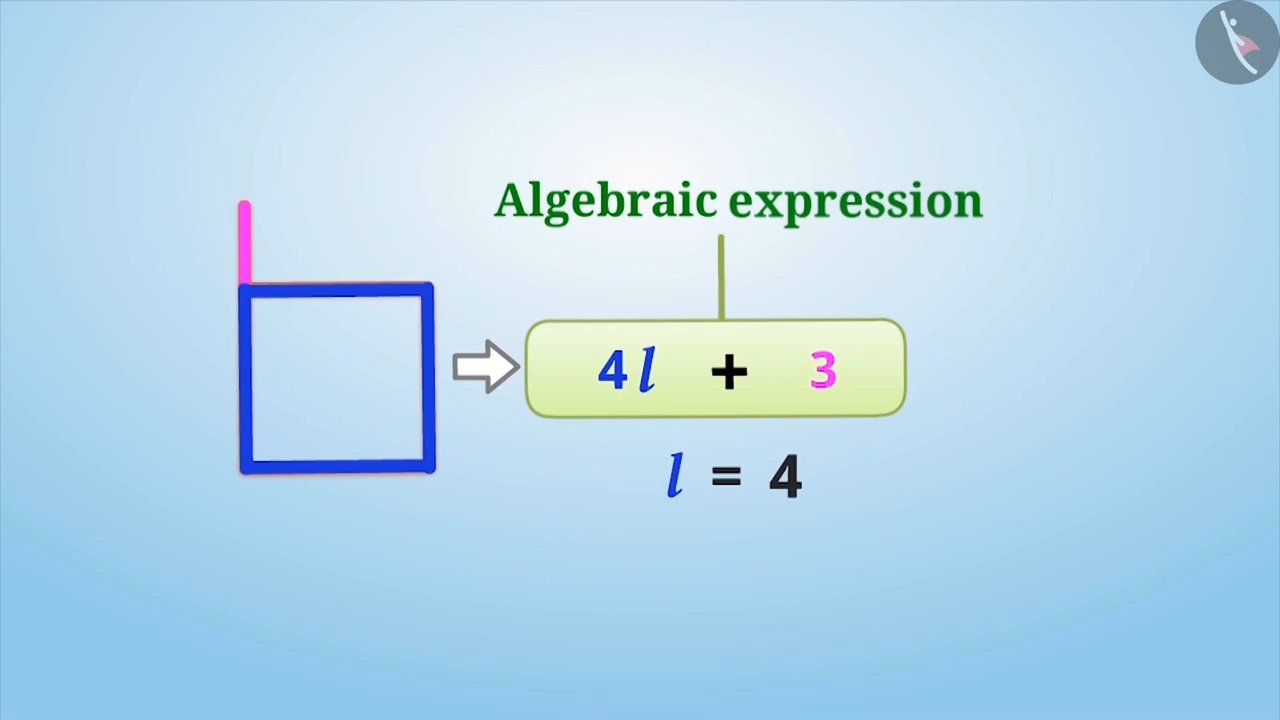 Algebraic expression
4l + 3
l = 4